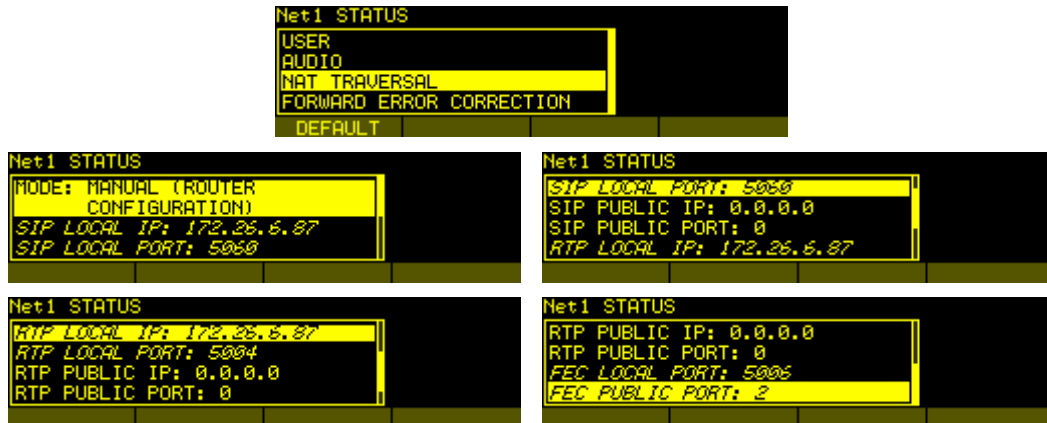 Net1 STATUS
USER
AUDIO
NAT TRAVERSAL
FORWARD ERROR CORRECTION
DEFAULT
Net1 STATUS
MODE: MANUAL (ROUTER
CONFIGURATION)
SIP LOCAL IP: 172.26.6.87
SIP LOCAL PORT: 5060
Net1 STATUS
SIP LOCAL PORT: 5060
SIP PUBLIC IP: 0.0.0.0
SIP PUBLIC PORT: 0
RTP LOCAL IP: 172.26.6.87
Net1 STATUS
RTP LOCAL IP: 172.26.6.87
RTP LOCAL PORT: 5004
RTP PUBLIC IP: 0.0.0.0
RTP PUBLIC PORT: 0
Net1 STATUS
RTP PUBLIC IP: 0.0.0.0
RTP PUBLIC PORT: 0
FEC LOCAL PORT: 5006
FEC PUBLIC PORT: 2